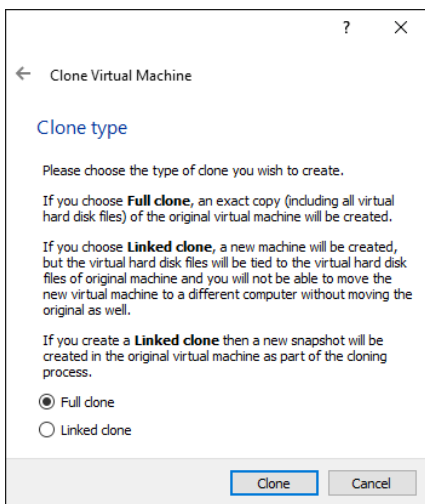 ?
Clone Virtual Machine
Clone type
Please choose the type of clone you wish to create.
If you choose Full clone, an exact copy (including all virtual
hard disk files) of the original virtual machine will be created.
If you choose Linked clone, a new machine will be created,
but the virtual hard disk files will be tied to the virtual hard disk
files of original machine and you will not be able to move the
new virtual machine to a different computer without moving the
original as well.
If you create a Linked clone then a new snapshot will be
created in the original virtual machine as part of the cloning
process.
Full clone
Linked clone
Clone Cancel